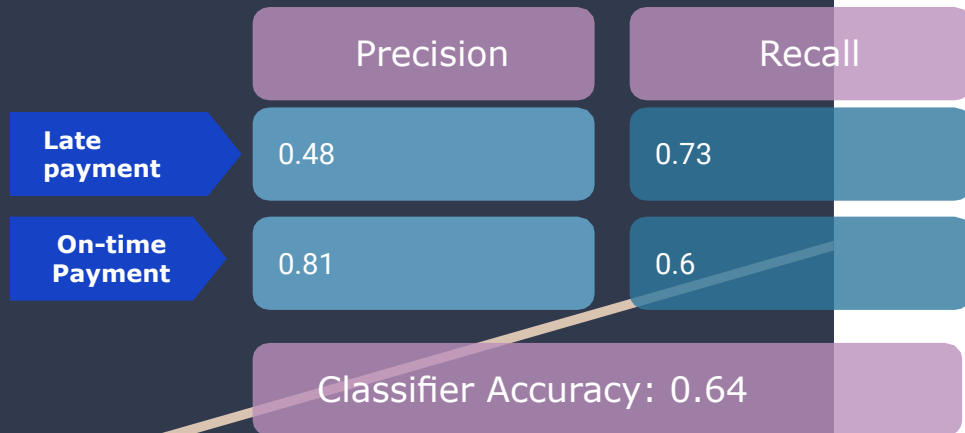 Precision
Recall
Late
payment
0.48
0.73
On-time
Payment
0.81
0.6
Classifier Accuracy: 0.64